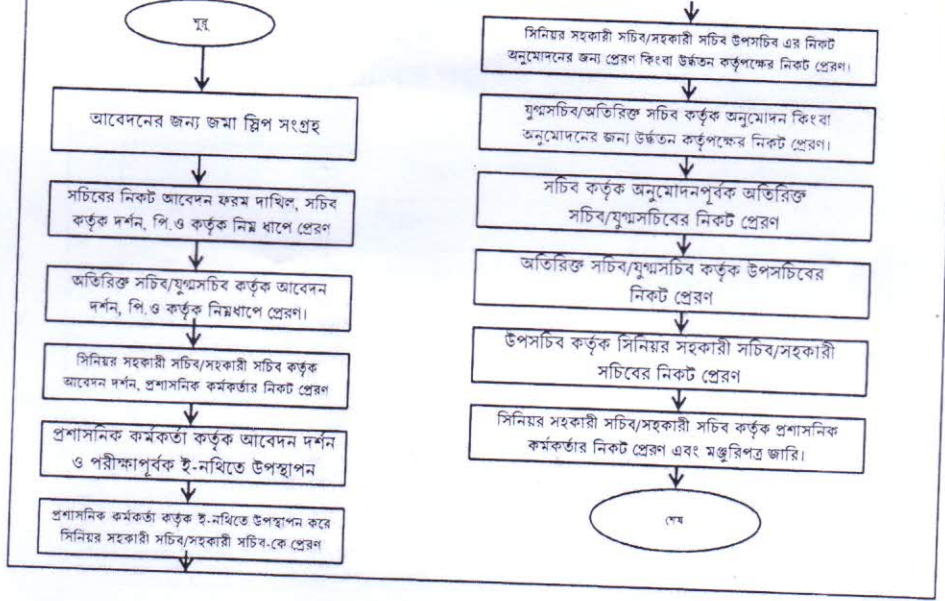 শুরু
আবেদনের জন্য জমা স্লিপ সংগ্রহ
সচিবের নিকট আবেদন ফরম দাখিল, সচিব
কর্তৃক দর্শন, পি.ও কর্তৃক নিম্ন ধাপে প্রেরণ
অতিরিক্ত সচিব/যুগ্মসচিব কর্তৃক আবেদন
দর্শন, পি.ও কর্তৃক নিম্নধাপে প্রেরণ।
সিনিয়র সহকারী সচিব/সহকারী সচিব কর্তৃক
আবেদন দর্শন, প্রশাসনিক কর্মকর্তার নিকট প্রেরণ
প্রশাসনিক কর্মকর্তা কর্তৃক আবেদন দর্শন
ও পরীক্ষাপূর্বক ই-নথিতে উপস্থাপন
প্রশাসনিক কর্মকর্তা কর্তৃক ই-নথিতে উপস্থাপন করে
সিনিয়র সহকারী সচিব/সহকারী সচিব-কে প্রেরণ
সিনিয়র সহকারী সচিব/সহকারী সচিব উপসচিব এর নিকট
অনুমোদনের জন্য প্রেরণ কিংবা উর্দ্ধতন কর্তৃপক্ষের নিকট প্রেরণ।
যুগ্মসচিব/অতিরিক্ত সচিব কর্তৃক অনুমোদন কিংবা
অনুমোদনের জন্য উর্দ্ধতন কর্তৃপক্ষের নিকট প্রেরণ।
সচিব কর্তৃক অনুমোদনপূর্বক অতিরিক্ত
সচিব/যুগ্মসচিবের নিকট প্রেরণ
অতিরিক্ত সচিব/যুগ্মসচিব কর্তৃক উপসচিবের
নিকট প্রেরণ
উপসচিব কর্তৃক সিনিয়র সহকারী সচিব/সহকারী
সচিবের নিকট প্রেরণ
সিনিয়র সহকারী সচিব/সহকারী সচিব কর্তৃক প্রশাসনিক
কর্মকর্তার নিকট প্রেরণ এবং মঞ্জুরিপত্র জারি।
শেষ